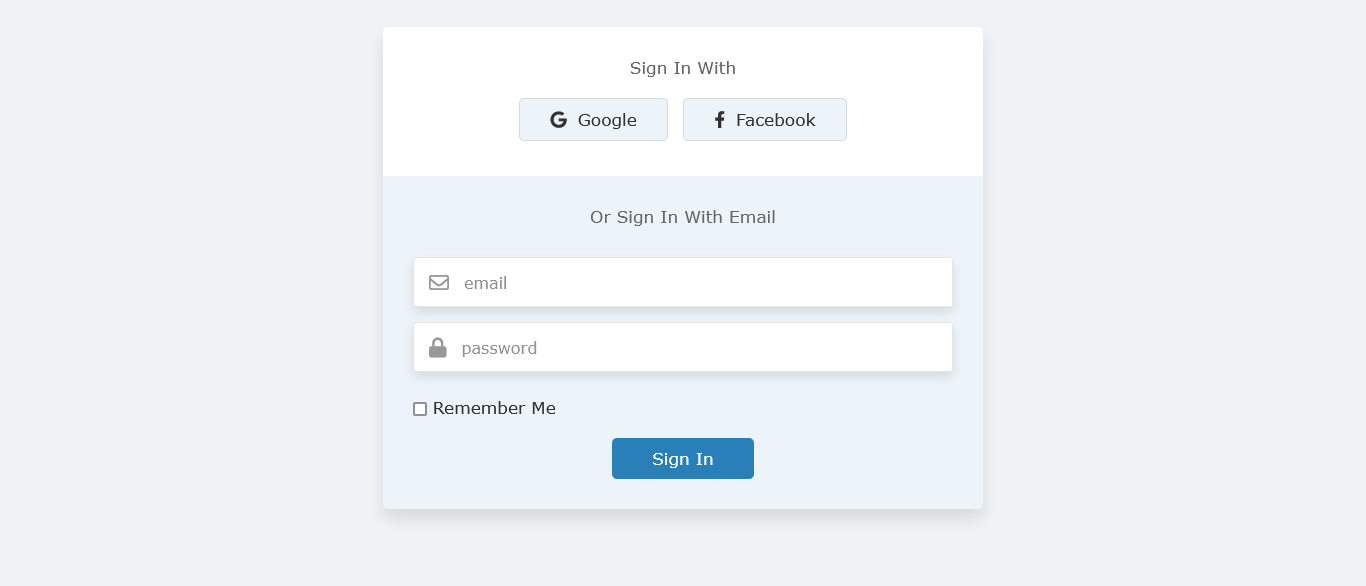 Sign In With
Google Facebook
Or Sign In With Email
email
password
Remember Me
Sign In